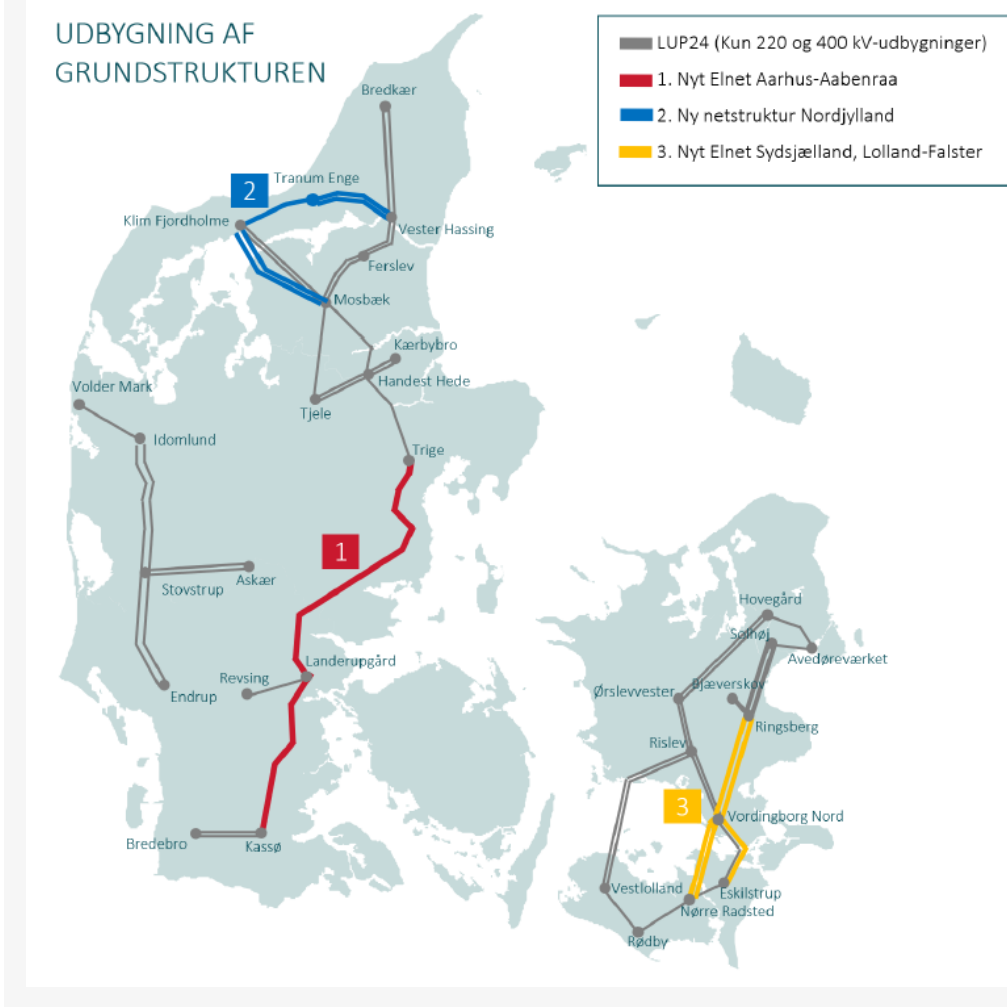 UDBYGNING AF
GRUNDSTRUKTUREN
LUP24 (Kun 220 og 400 kV-udbygninger)
1. Nyt Elnet Aarhus-Aabenraa
2. Ny netstruktur Nordjylland
3. Nyt Elnet Sydsjælland, Lolland-Falster
Bredkær
Tranum Enge
2
Klim Fjordholme
Vester Hassing
Ferslev
Mosbæk
Kærbybro
Handest Hede
Volder Mark
Tjele
Idomlund
Trige
1
Askær
Stovstrup
Hovegård
Solhøj
Avedøreværket
Landerupgård
Revsing
Endrup
Bjæverskov
Ørslevvester
Ringsberg
Rislev
3
Vordingborg Nord
Bredebro
Kassø
Vestlolland
Eskilstrup
Nørre Radsted
Rødby